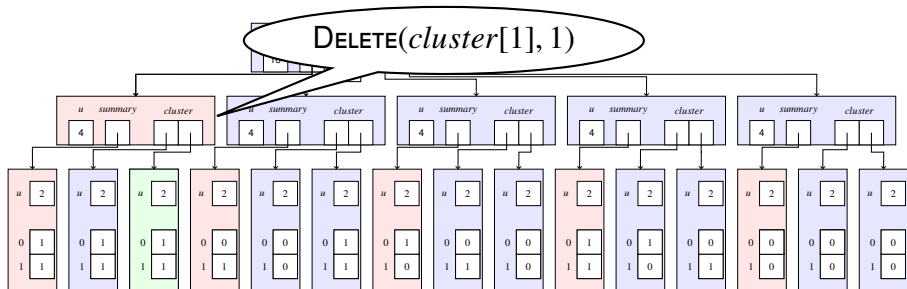 DELETE(cluster[1], 1)
u summary cluster u summary cluster u summary cluster u summary cluster u summary cluster
4 4 4 4 4
u 2 u 2 u 2 u 2 u 2 u 2 u 2 u 2 u 2 u 2 u 2 u 2 u 2 u 2 u 2
0 1 0 1 0 1 0 0 0 0 0 1 0 1 0 1 0 0 0 1 0 1 0 0 0 0 0 0 0 0
1 1 1 1 1 1 1 1 1 0 1 1 1 0 1 1 1 0 1 1 1 0 1 1 1 0 1 0 1 0